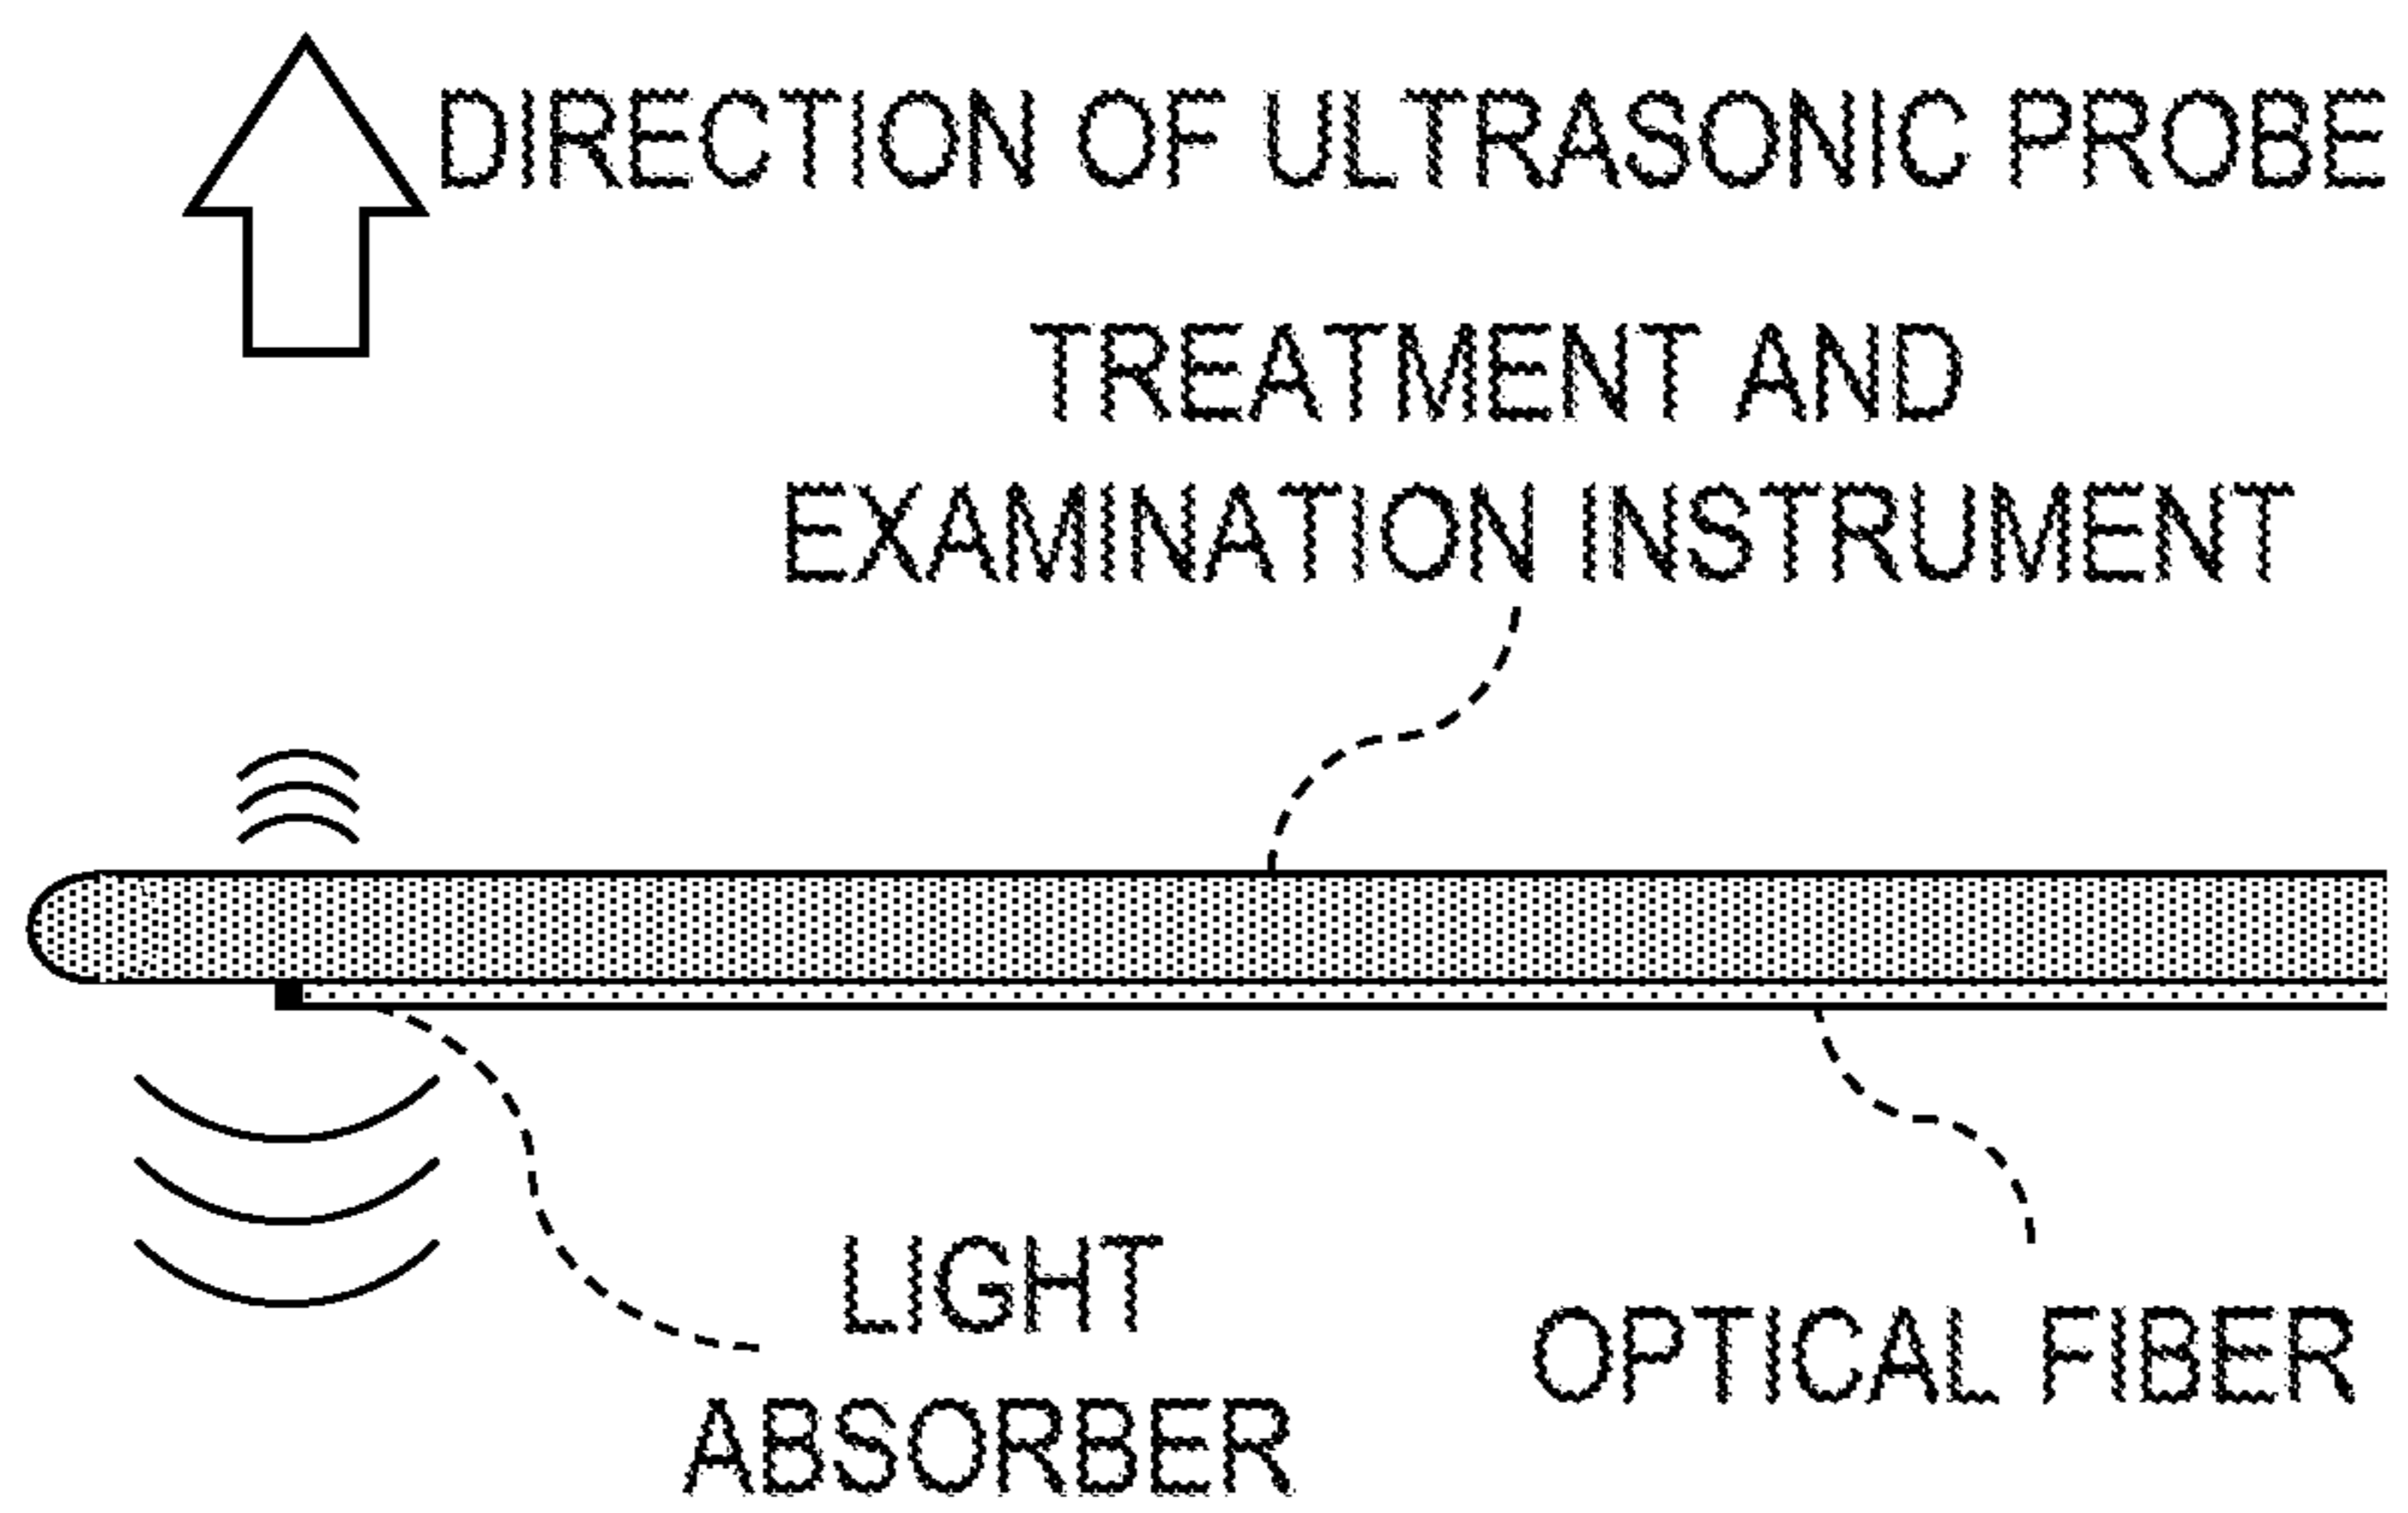 DIRECTION OF ULTRASONIC PROBE
TREATMENT AND
EXAMINATION INSTRUMENT
LIGHT
ABSORBER
OPTICAL FIBER